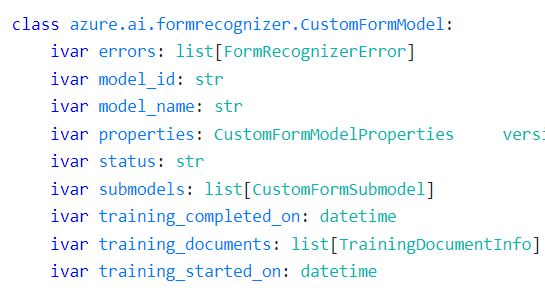 class azure.ai.formrecognizer.CustomFormModel:
ivar errors: list[FormRecognizerError]
ivar model_id: str
ivar model_name: str
ivar properties: CustomFormModelProperties versi
ivar status: str
ivar submodels: list[CustomFormSubmodel]
ivar training_completed_on: datetime
ivar training_documents: list[TrainingDocumentInfo]
ivar training_started_on: datetime